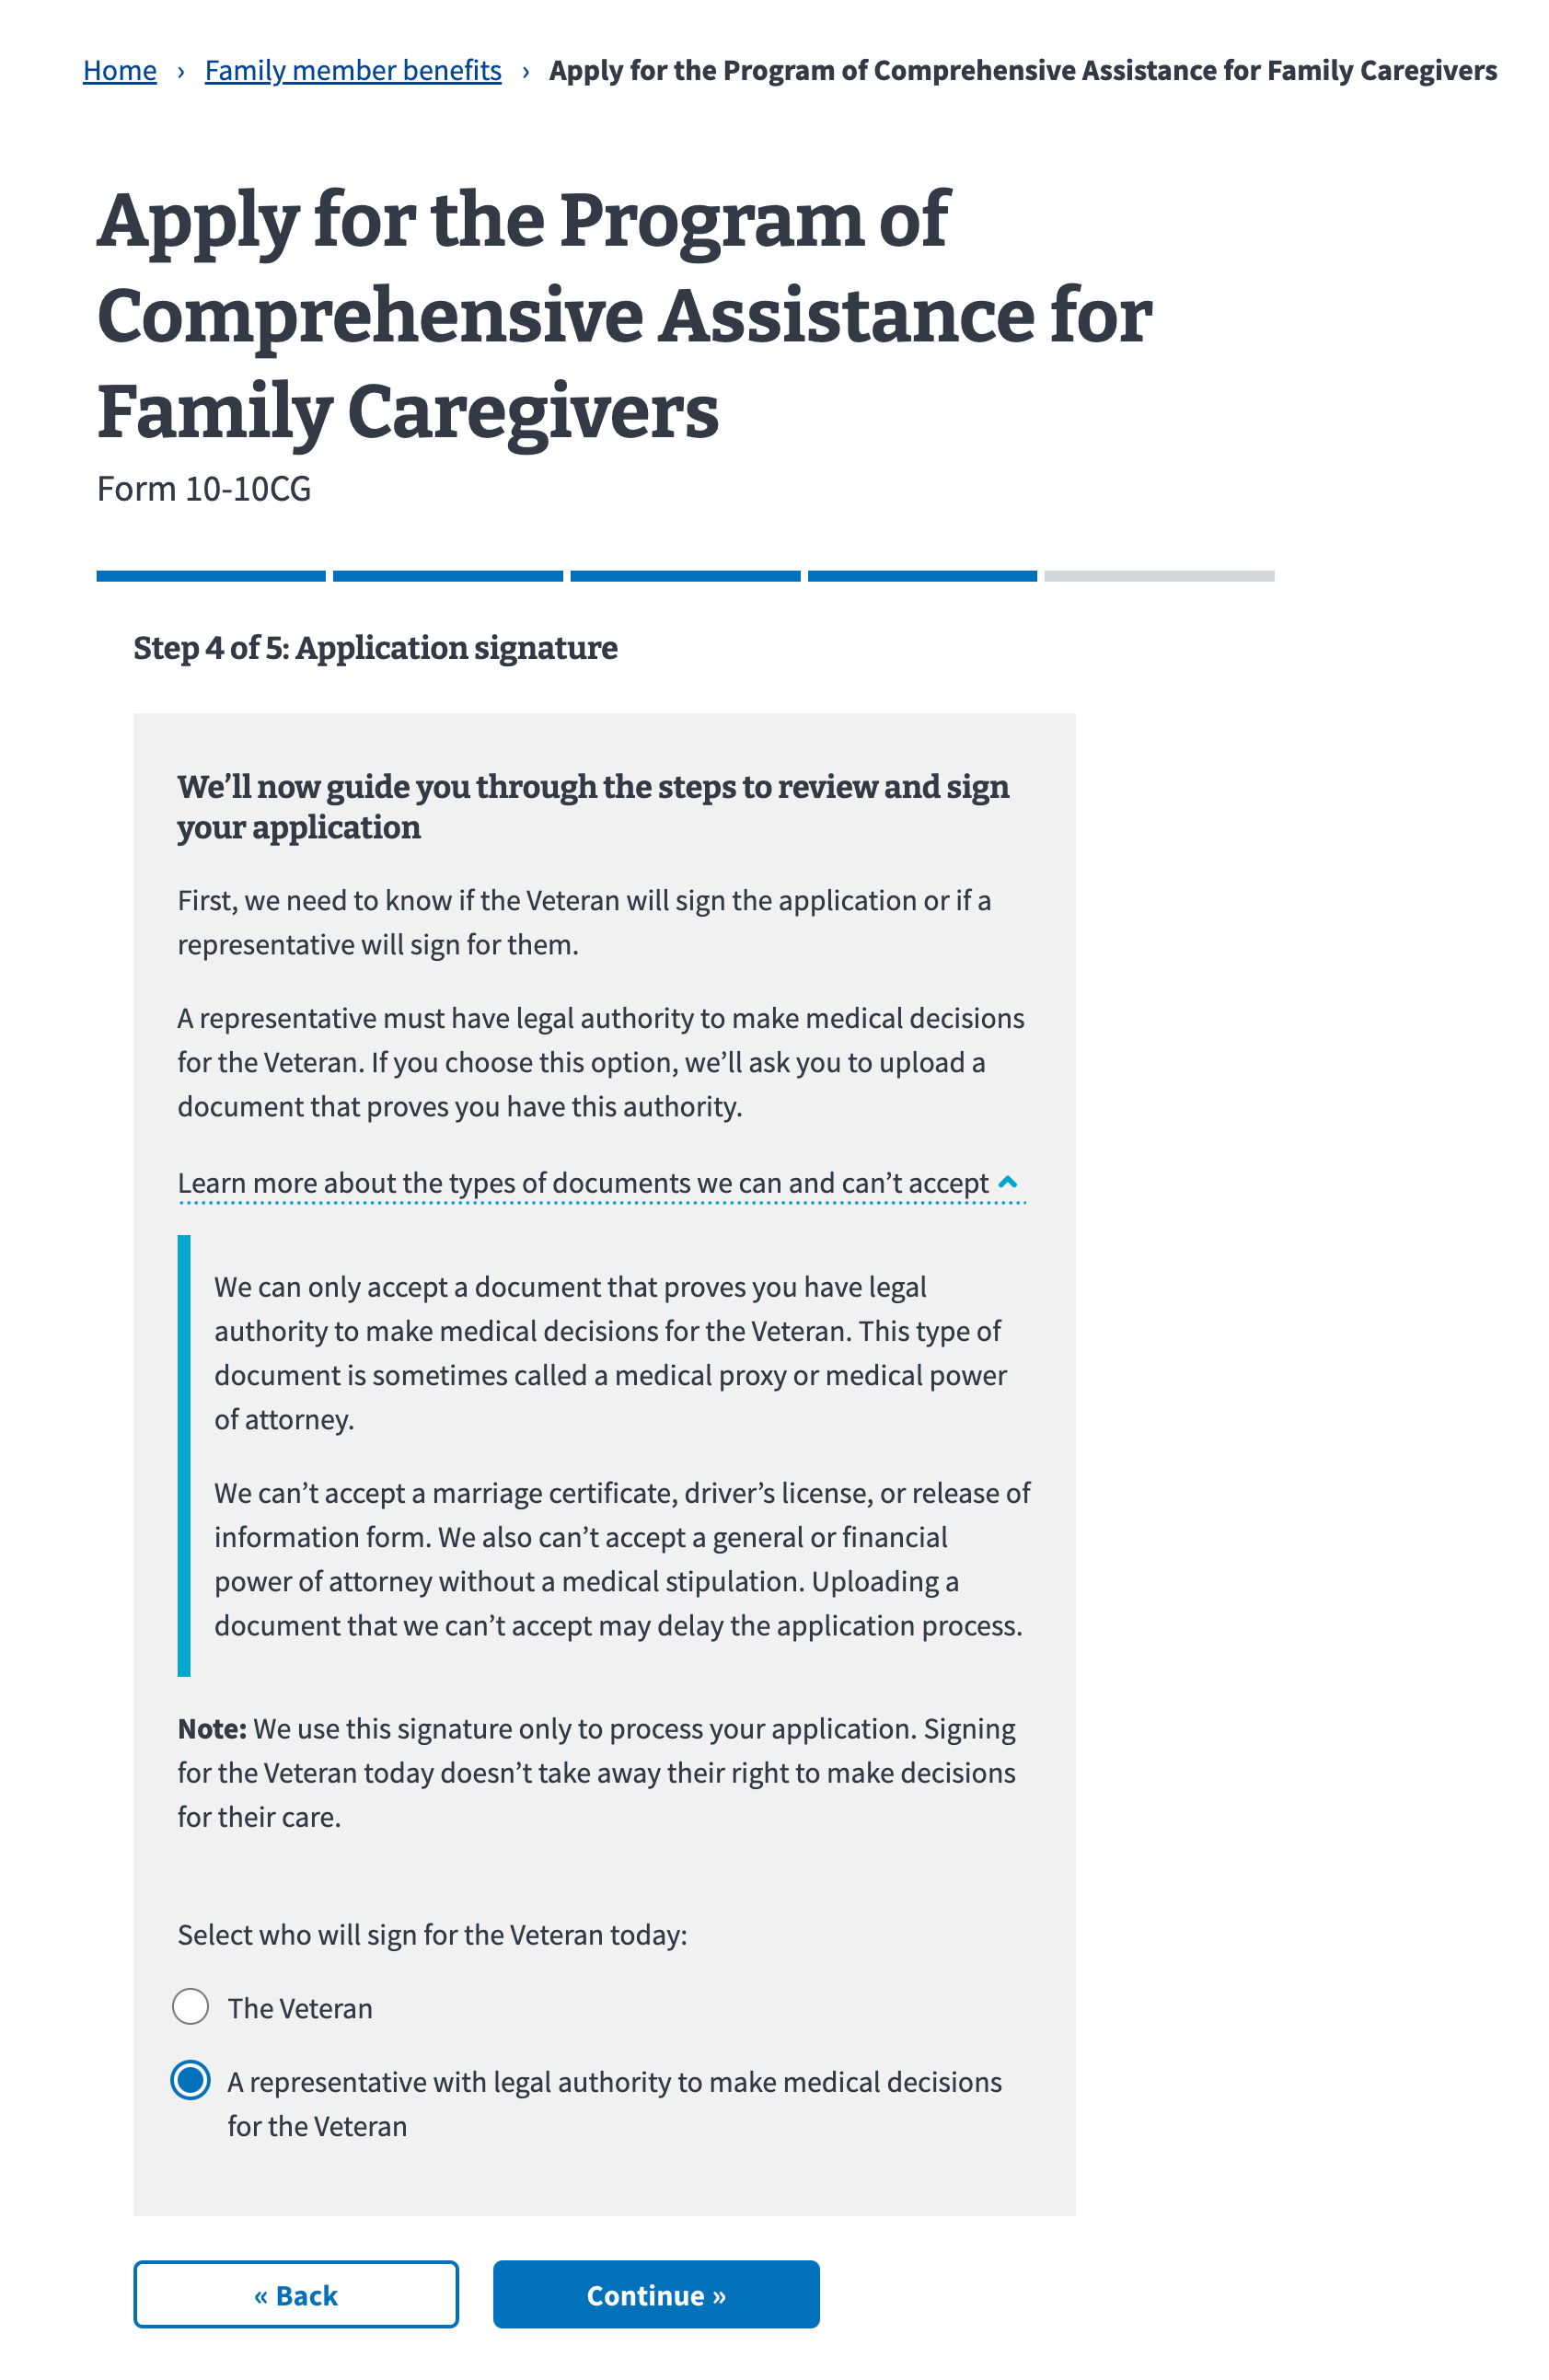 Home › Family member benefits › Apply for the Program of Comprehensive Assistance for Family Caregivers
Apply for the Program of
Comprehensive Assistance for
Family Caregivers
Form 10-10CG
Step 4 of 5: Application signature
We’ll now guide you through the steps to review and sign
your application
First, we need to know if the Veteran will sign the application or if a
representative will sign for them.
A representative must have legal authority to make medical decisions
for the Veteran. If you choose this option, we’ll ask you to upload a
document that proves you have this authority.
Learn more about the types of documents we can and can’t accept
We can only accept a document that proves you have legal
authority to make medical decisions for the Veteran. This type of
document is sometimes called a medical proxy or medical power
of attorney.
We can’t accept a marriage certificate, driver’s license, or release of
information form. We also can’t accept a general or financial
power of attorney without a medical stipulation. Uploading a
document that we can’t accept may delay the application process.
Note: We use this signature only to process your application. Signing
for the Veteran today doesn’t take away their right to make decisions
for their care.
Select who will sign for the Veteran today:
The Veteran
A representative with legal authority to make medical decisions
for the Veteran
« Back
Continue »